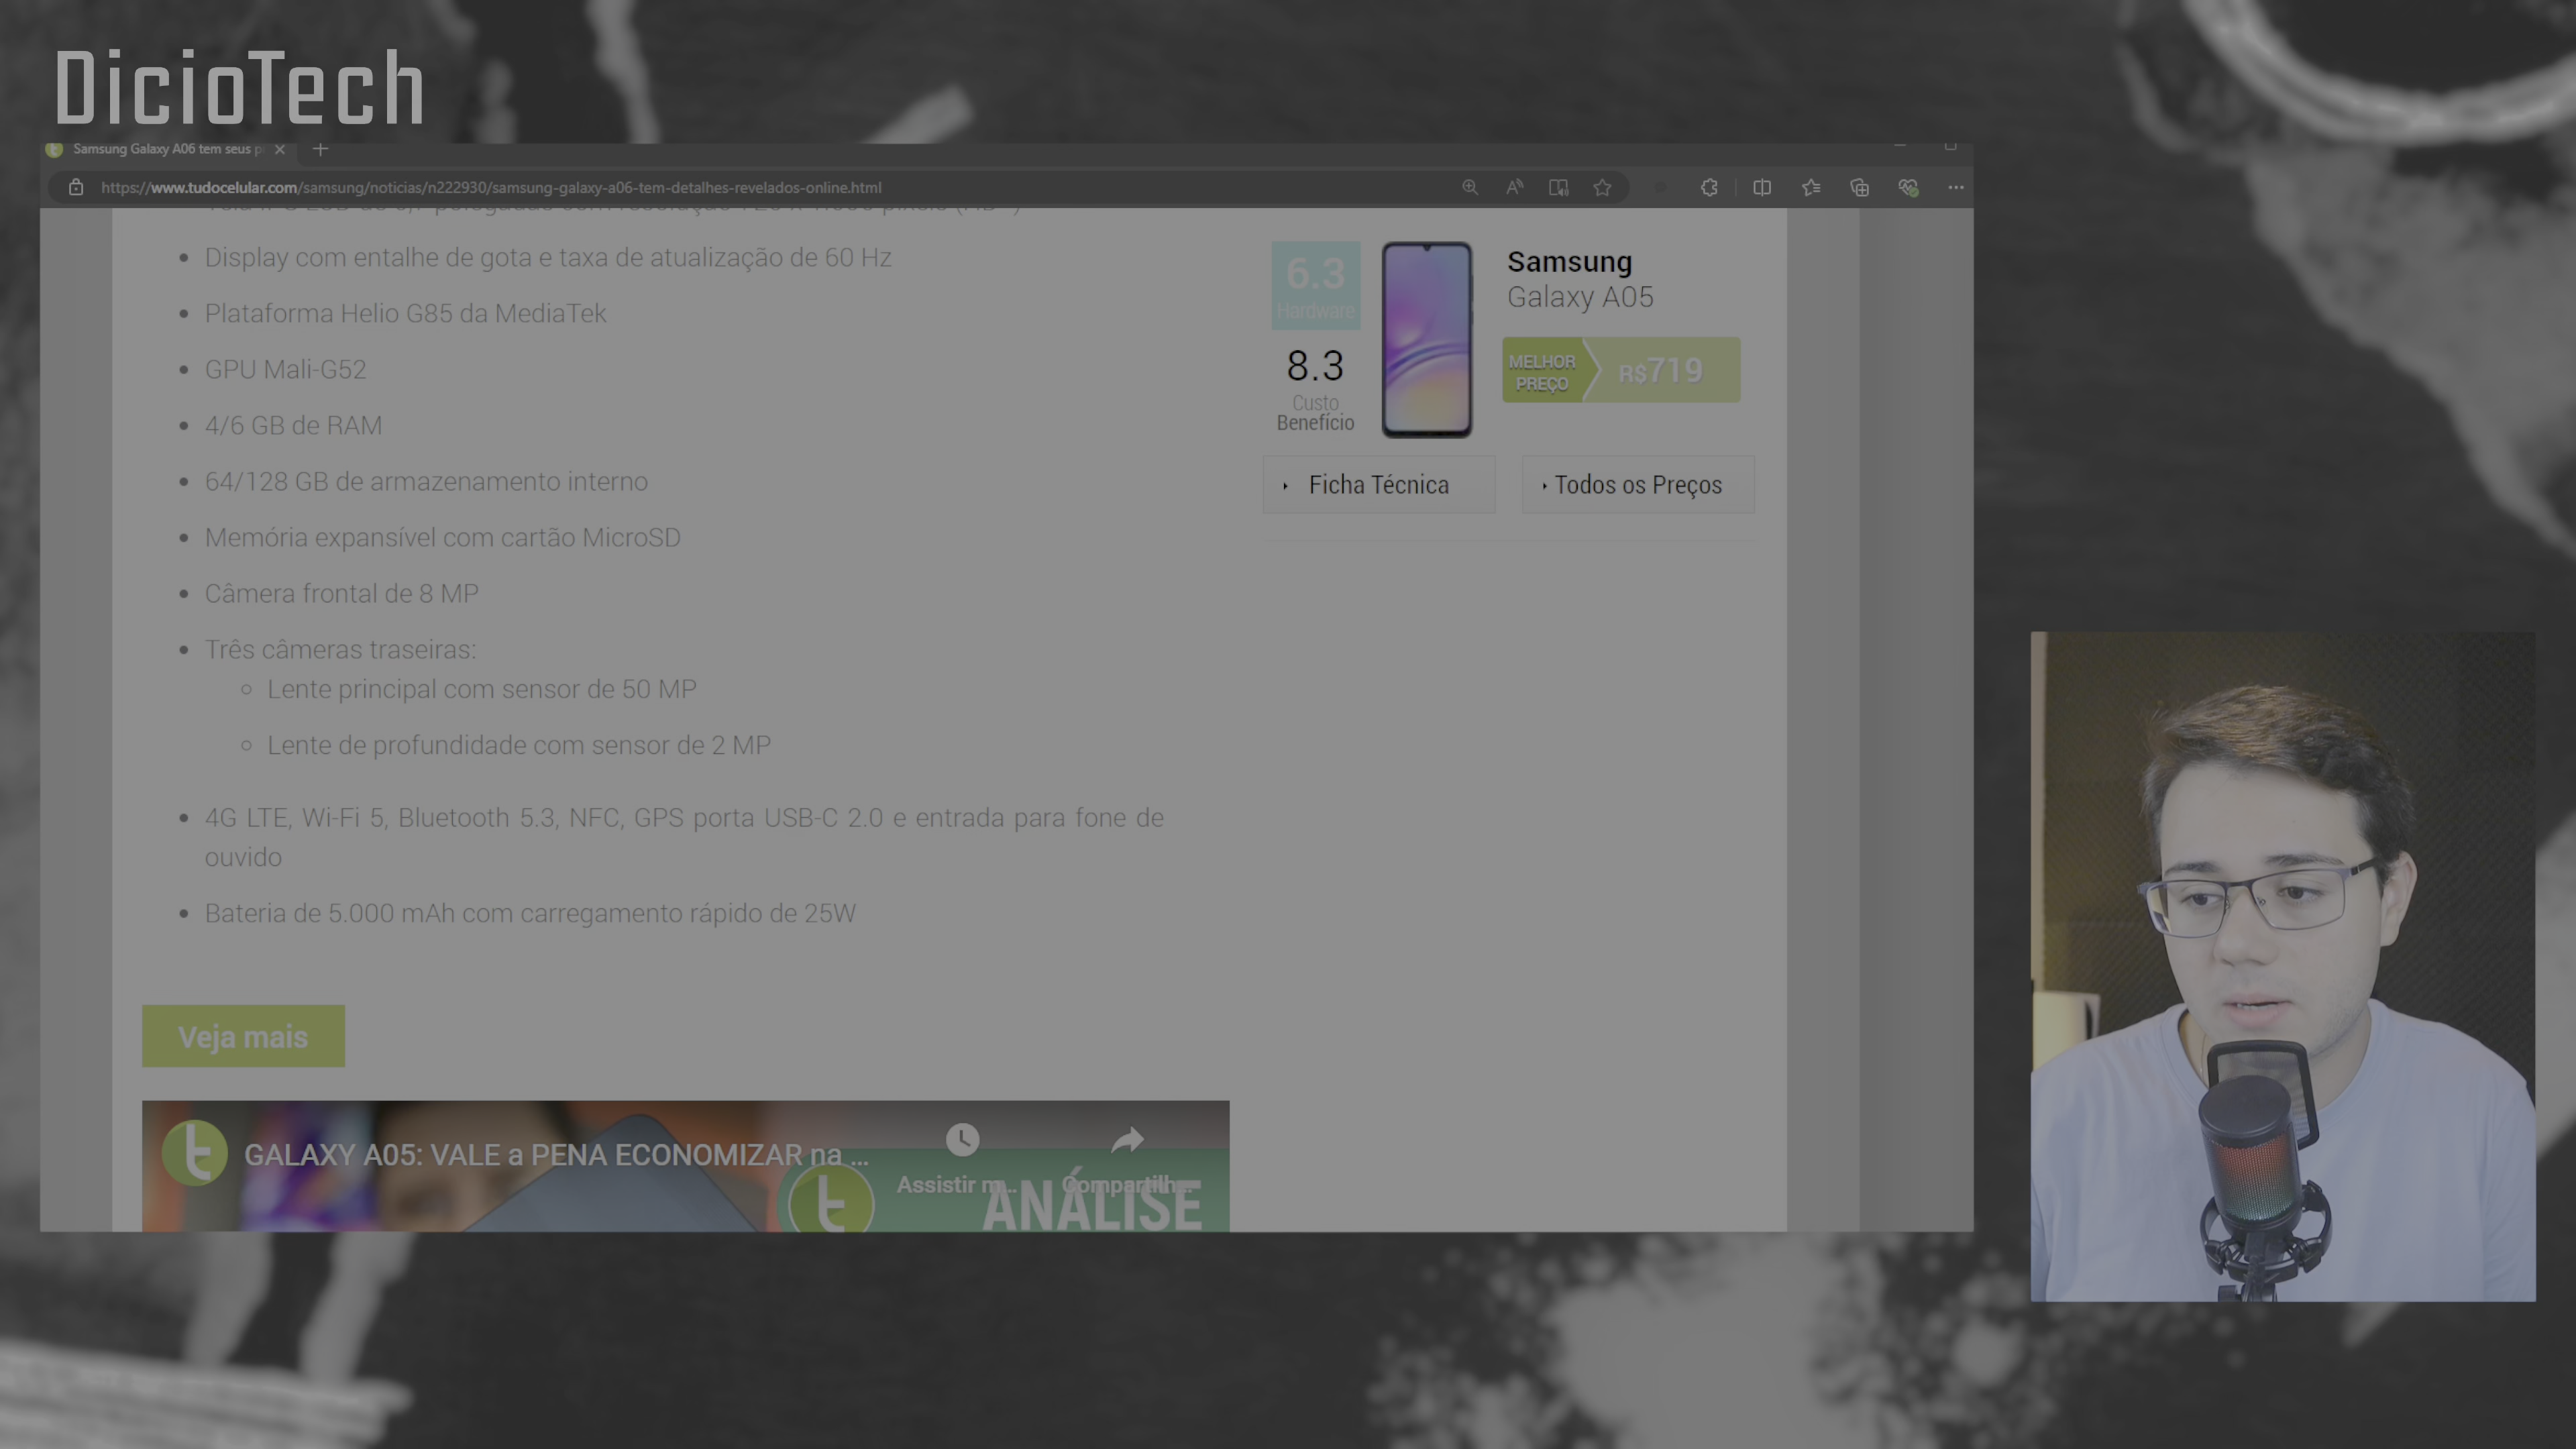 DicioTech
Samsung Galaxy A06 tem seus p
https://www.tudocelular.com/samsung/noticias/n222930/samsung-galaxy-a06-tem-detalhes-revelados-online.html
Display com entalhe de gota e taxa de atualização de 60 Hz
Plataforma Helio G85 da MediaTek
GPU Mali-G52
4/6 GB de RAM
64/128 GB de armazenamento interno
Memória expansível com cartão MicroSD
Câmera frontal de 8 MP
Três câmeras traseiras:
Lente principal com sensor de 50 MP
Lente de profundidade com sensor de 2 MP
4G LTE, Wi-Fi 5, Bluetooth 5.3, NFC, GPS porta USB-C 2.0 e entrada para fone de
ouvido
Bateria de 5.000 mAh com carregamento rápido de 25W
Veja mais
GALAXY A05: VALE a PENA ECONOMIZAR na ...
Assistir m...
Compartilh...
ANÁLISE
6.3
Hardware
8.3
Custo
Benefício
Samsung
Galaxy A05
MELHOR
PREÇO
R$719
Ficha Técnica
Todos os Preços